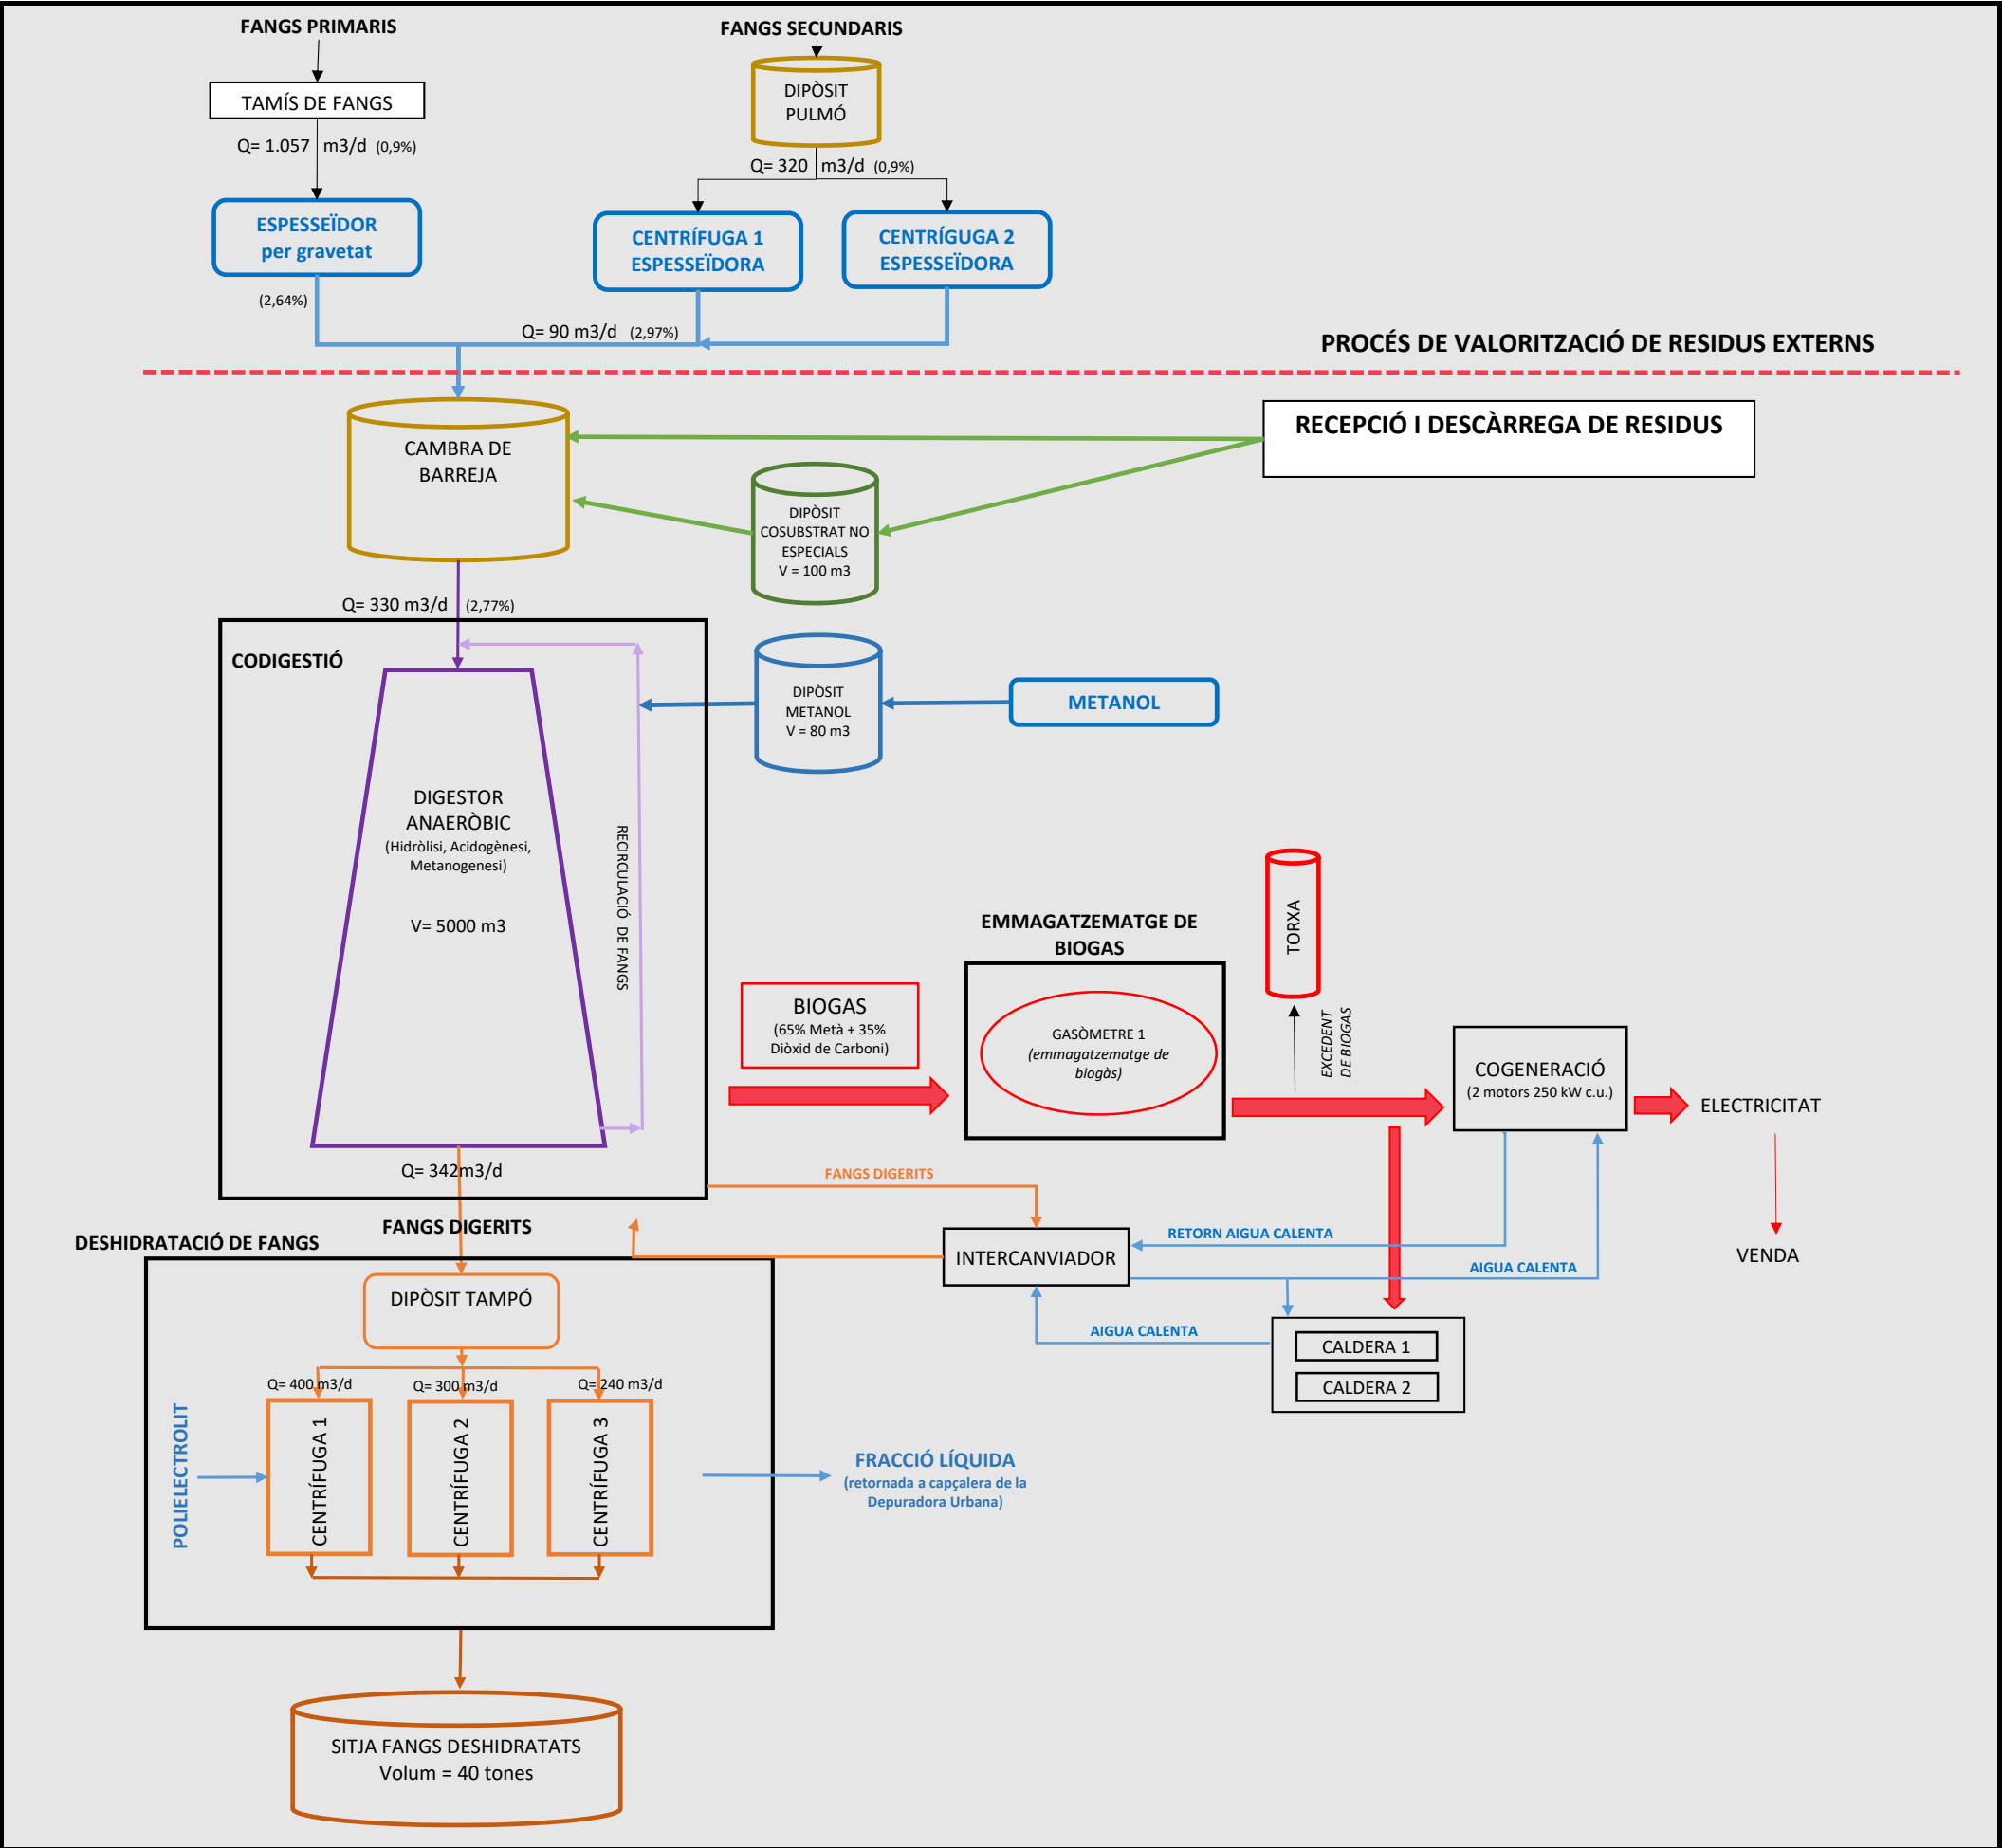 FANGS PRIMARIS
FANGS SECUNDARIS
TAMÍS DE FANGS
DIPÒSIT
PULMÓ
Q= 1.057 m3/d (0,9%)
Q= 320 m3/d (0,9%)
ESPESSEÏDOR
per gravetat
CENTRÍFUGA 1
ESPESSEÏDORA
CENTRÍGUGA 2
ESPESSEÏDORA
(2,64%)
Q= 90 m3/d (2,97%)
PROCÉS DE VALORITZACIÓ DE RESIDUS EXTERNS
RECEPCIÓ I DESCÀRREGA DE RESIDUS
CAMBRA DE
BARREJA
DIPÒSIT
COSUBSTRAT NO
ESPECIALS
V = 100 m3
Q= 330 m3/d (2,77%)
CODIGESTIÓ
DIPÒSIT
METANOL
V = 80 m3
METANOL
DIGESTOR
ANAERÒBIC
(Hidròlisi, Acidogènesi,
Metanogenesi)
V= 5000 m3
RECIRCULACIÓ DE FANGS
EMMAGATZEMATGE DE
BIOGAS
TORXA
BIOGAS
(65% Metà + 35%
Diòxid de Carboni)
GASÒMETRE 1
(emmagatzematge de
biogàs)
EXCEDENT
DE BIOGAS
COGENERACIÓ
(2 motors 250 kW c.u.)
ELECTRICITAT
VENDA
Q= 342m3/d
FANGS DIGERITS
FANGS DIGERITS
DESHIDRATACIÓ DE FANGS
INTERCANVIADOR
RETORN AIGUA CALENTA
AIGUA CALENTA
AIGUA CALENTA
CALDERA 1
CALDERA 2
DIPÒSIT TAMPÓ
Q= 400 m3/d
Q= 300 m3/d
Q= 240 m3/d
POLIELECTROLIT
CENTRÍFUGA 1
CENTRÍFUGA 2
CENTRÍFUGA 3
FRACCIÓ LÍQUIDA
(retornada a capçalera de la
Depuradora Urbana)
SITJA FANGS DESHIDRATATS
Volum = 40 tones